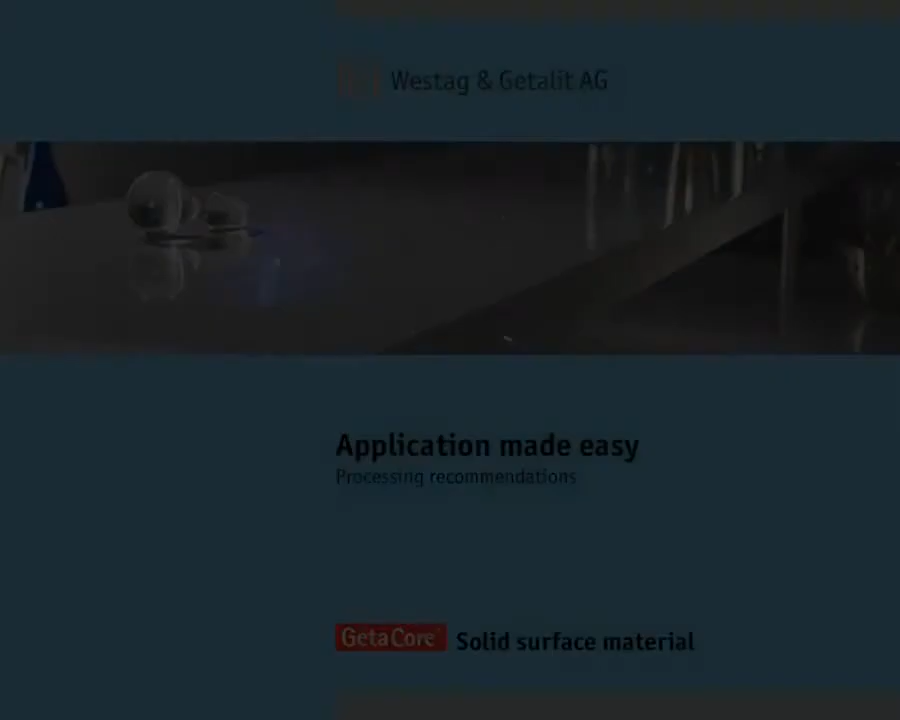 Westag & Getalit AG
Application made easy
Processing recommendations
GetaCore® Solid surface material